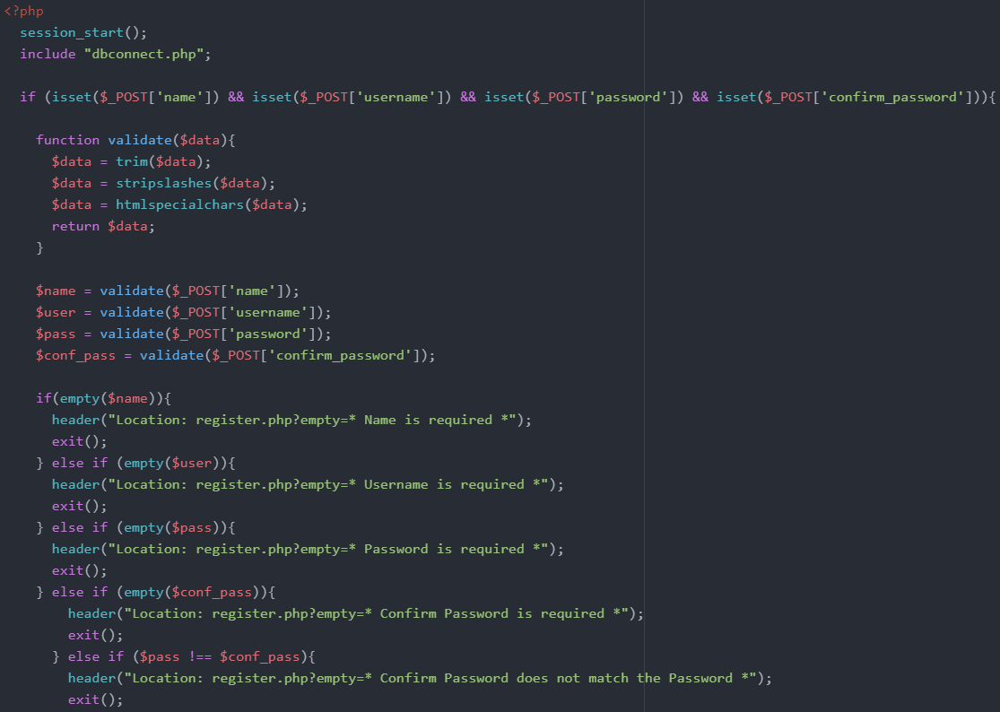 <?php
session_start();
include "dbconnect.php";
if (isset($_POST['name']) && isset($_POST['username']) && isset($_POST['password']) && isset($_POST['confirm_password'])){
function validate($data){
$data = trim($data);
$data = stripslashes($data);
$data = htmlspecialchars($data);
return $data;
}
$name = validate($_POST['name']);
$user = validate($_POST['username']);
$pass = validate($_POST['password']);
$conf_pass = validate($_POST['confirm_password']);
if(empty($name)){
header("Location: register.php?empty=* Name is required *");
exit();
} else if (empty($user)){
header("Location: register.php?empty=* Username is required *");
exit();
} else if (empty($pass)){
header("Location: register.php?empty=* Password is required *");
exit();
} else if (empty($conf_pass)){
header("Location: register.php?empty=* Confirm Password is required *");
exit();
} else if ($pass !== $conf_pass){
header("Location: register.php?empty=* Confirm Password does not match the Password *");
exit();